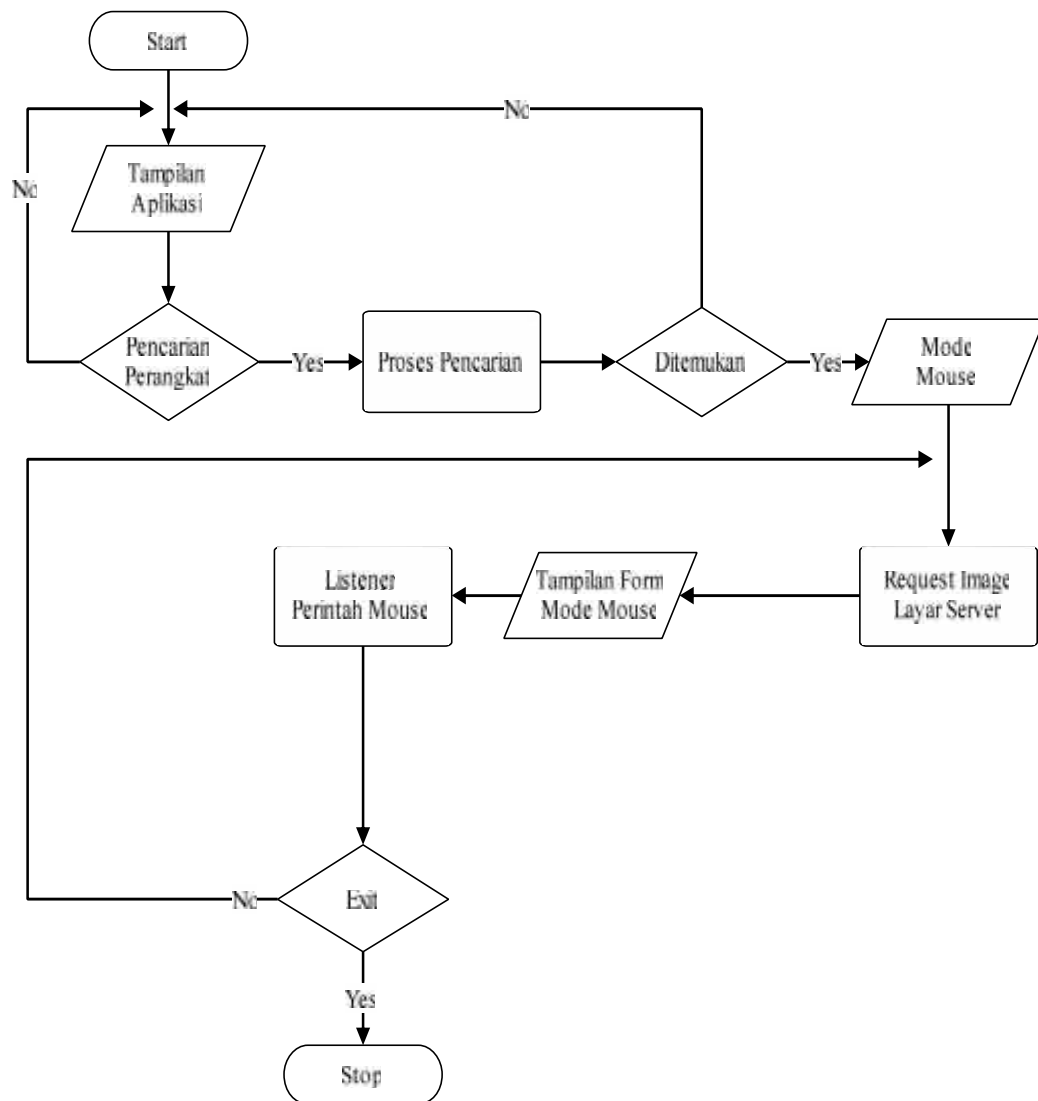 Start
No
No
Tampilan
Aplikasi
Pencarian
Perangkat
Yes
Proses Pencarian
Ditemukan
Yes
Mode
Mouse
Listener
Perintah Mouse
Tampilan Form
Mode Mouse
Request Image
Layar Server
No
Exit
Yes
Stop